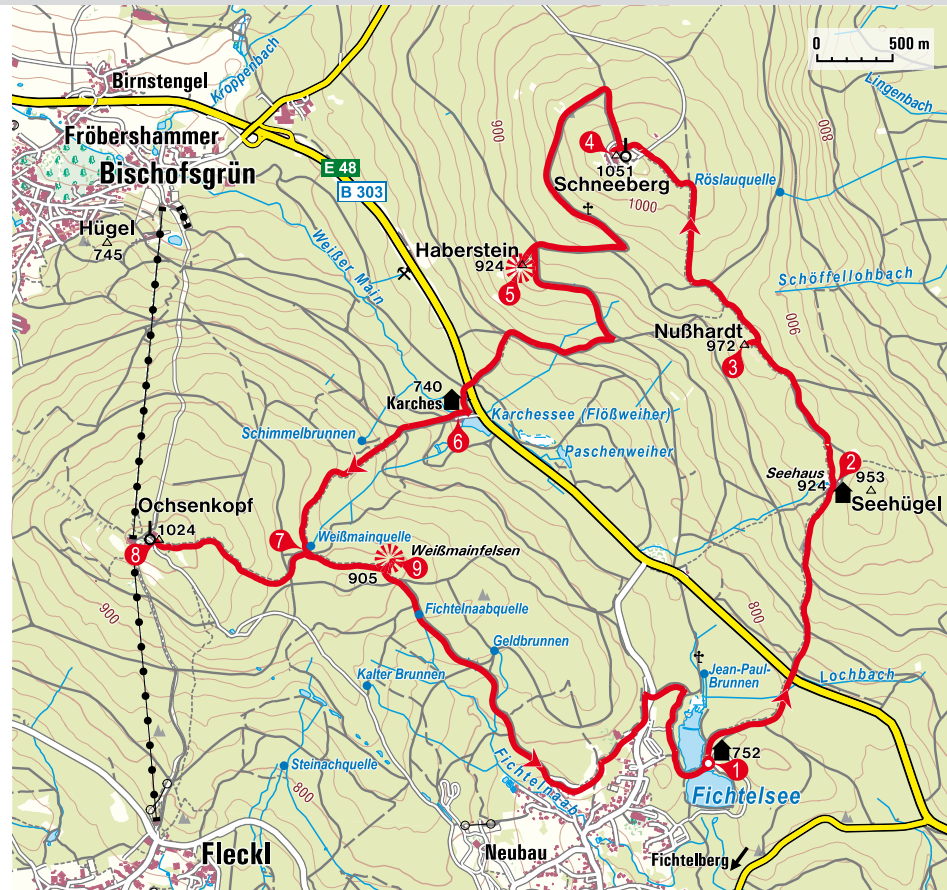 0 500 m
Birnstengel
Kroppenbach
Lingenbach
Fröbershammer
Bischofsgrün
900
800
E 48
B 303
4
1051
Schneeberg
1000
Röslauquelle
Hügel
745
Weißer Main
Haberstein
924
5
Schöffellohbach
900
Nußhardt
972
3
740
Karches
Karchessee (Flößweiher)
6
Schimmelbrunnen
Paschenweiher
Seehaus
924
2
953
Seehügel
Ochsenkopf
1024
8
7
Weißmainquelle
Weißmainfelsen
9
905
900
Fichtelnaabquelle
800
Geldbrunnen
Kalter Brunnen
Jean-Paul-
Brunnen
Lochbach
752
1
Steinachquelle
800
Fichtelnaab
Fichtelsee
Fleckl
Neubau
Fichtelberg